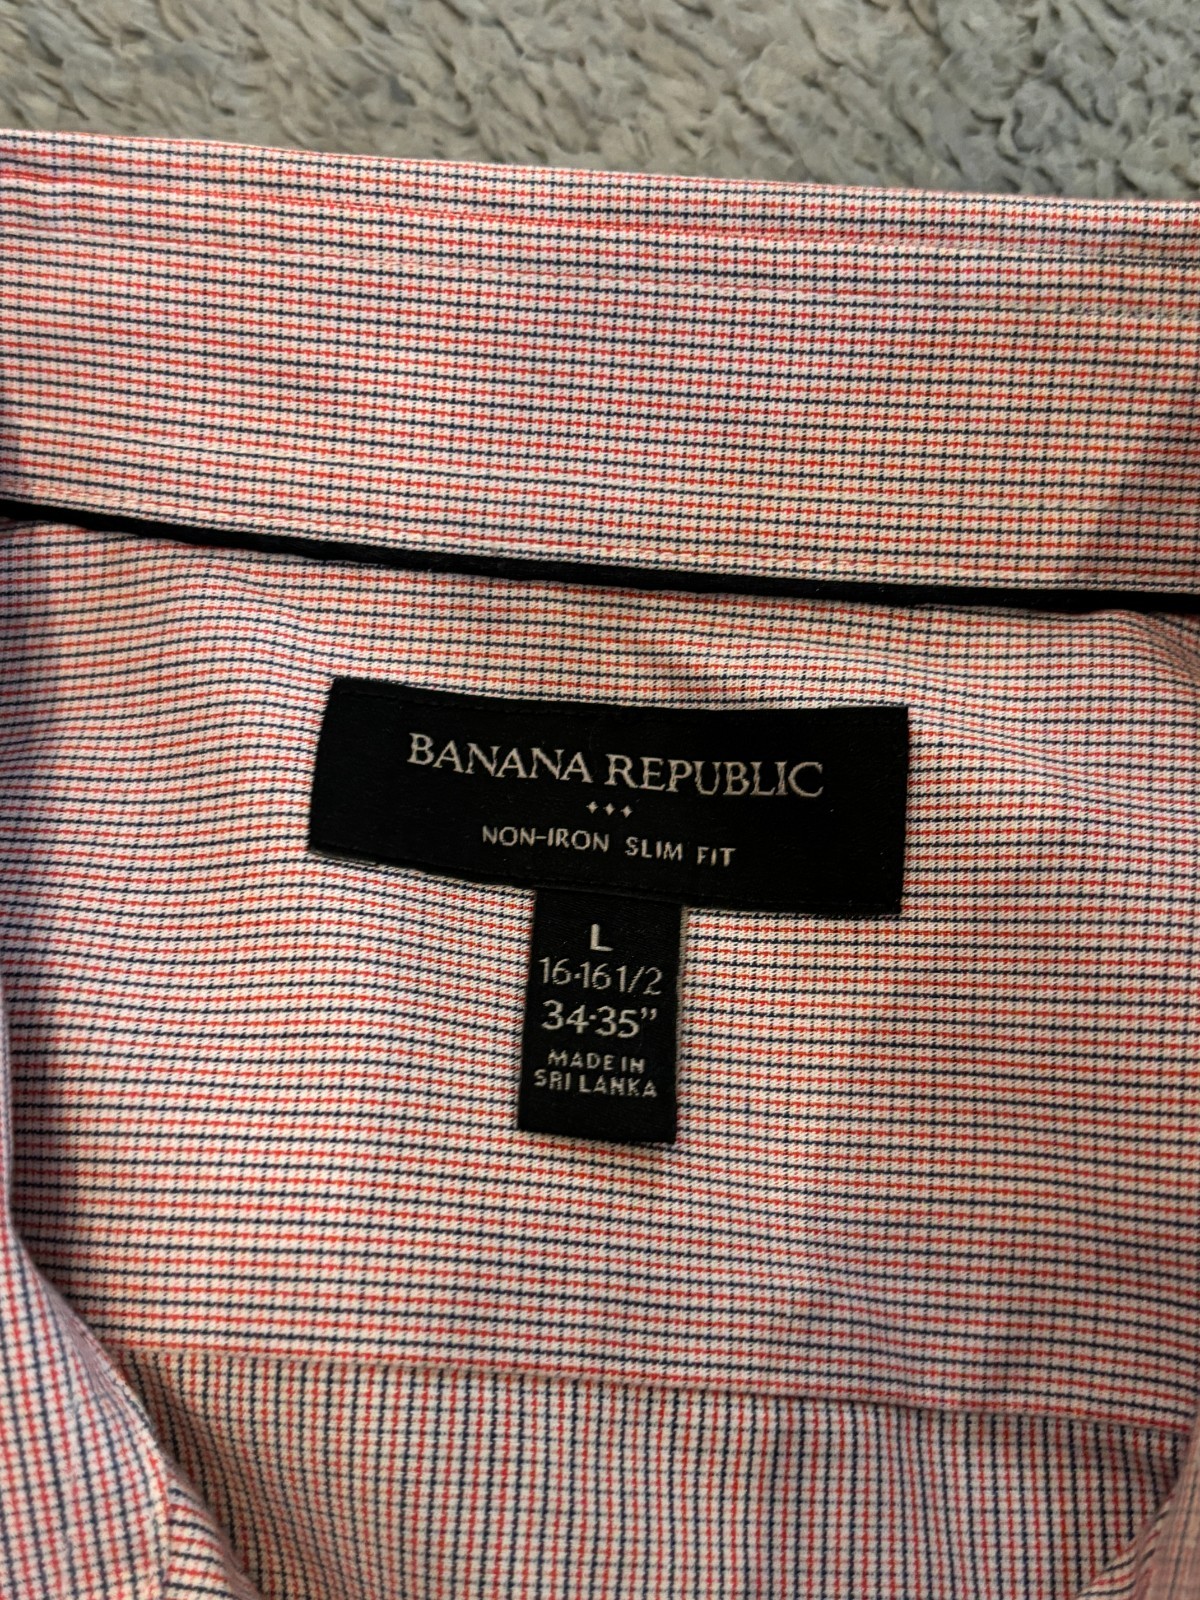 BANANA REPUBLIC
NON-IRON SLIM FIT
L
16·16 1/2
34·35”
MADE IN
SRI LANKA